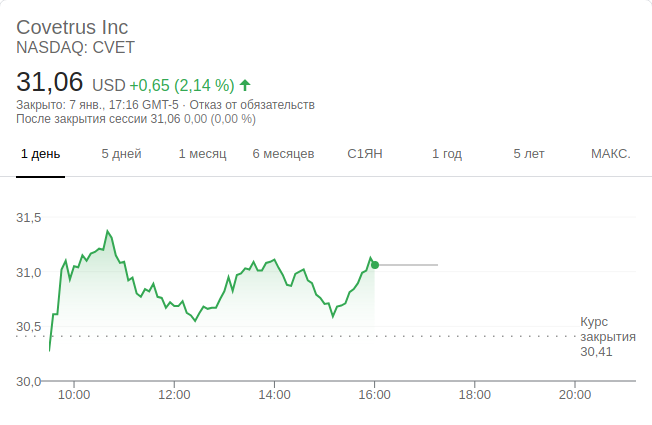 Covetrus Inc
NASDAQ: CVET
31,06 USD +0,65 (2,14 %)
Закрыто: 7 янв., 17:16 GMT-5 · Отказ от обязательств
После закрытия сессии 31,06 0,00 (0,00 %)
1 день 5 дней 1 месяц 6 месяцев С1ЯН 1 год 5 лет МАКС.
31,5
31,0
30,5
30,0
Курс
закрытия
30,41
10:00 12:00 14:00 16:00 18:00 20:00